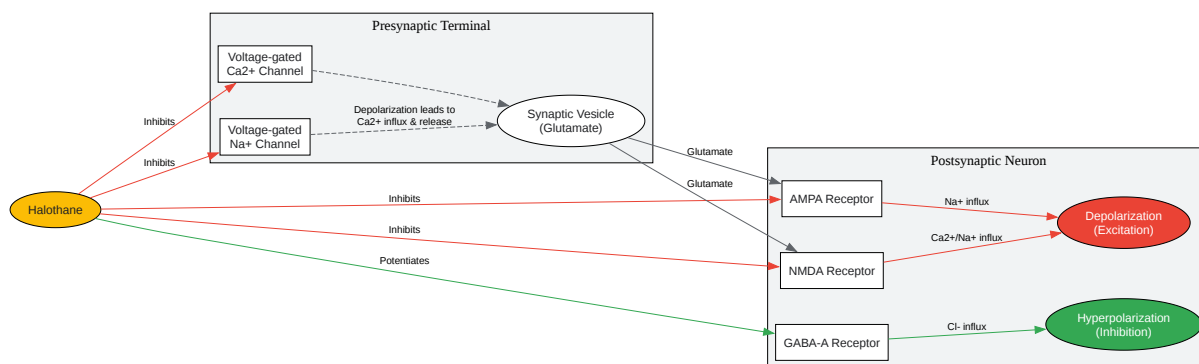 Presynaptic Terminal
Voltage-gated
Ca2+ Channel
Depolarization leads to
Ca2+ influx & release
Synaptic Vesicle
(Glutamate)
Inhibits
Voltage-gated
Na+ Channel
Inhibits
Glutamate
Postsynaptic Neuron
Glutamate
Halothane
Inhibits
AMPA Receptor
Na+ influx
Depolarization
(Excitation)
Inhibits
Ca2+/Na+ influx
NMDA Receptor
Potentiates
GABA-A Receptor
Cl- influx
Hyperpolarization
(Inhibition)